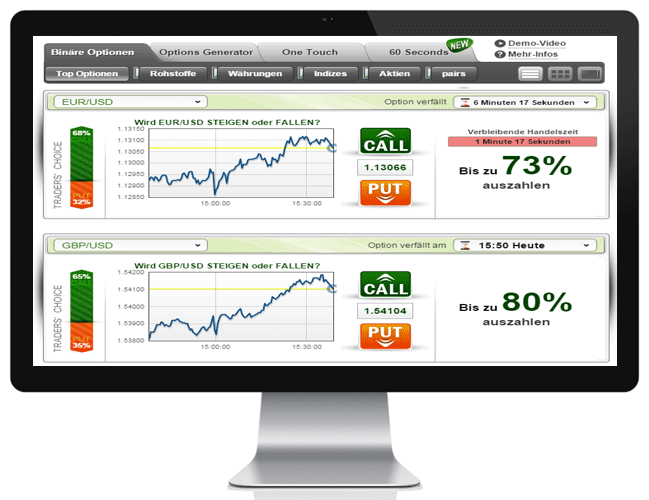 Binäre Optionen
Options Generator
One Touch
60 Seconds
NEW
Demo-Video
Mehr-Infos
Top Optionen
Rohstoffe
Währungen
Indizes
Aktien
pairs
EUR/USD
Option verfällt
6 Minuten 17 Sekunden
TRADERS' CHOICE
68%
PUT
32%
Wird EUR/USD STEIGEN oder FALLEN?
1.13150
1.13050
1.12950
1.12900
1.12850
15:00:00
15:30:00
CALL
1.13066
PUT
Verbleibende Handelszeit
1 Minute 17 Sekunden
Bis zu 73%
auszahlen
GBP/USD
Option verfällt am
15:50 Heute
TRADERS' CHOICE
65%
PUT
35%
Wird GBP/USD STEIGEN oder FALLEN?
1.54200
1.54100
1.53900
1.53800
1.53600
15:00:00
15:30:00
CALL
1.54104
PUT
Bis zu 80%
auszahlen